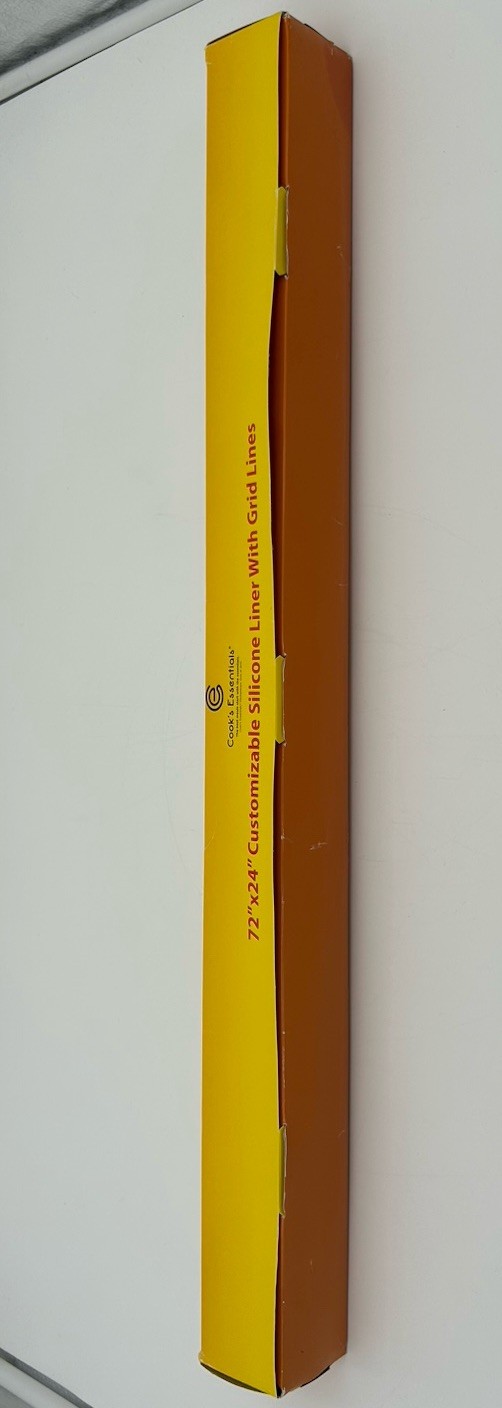 Cook's Essentials®
72"x24" Customizable Silicone Liner With Grid Lines